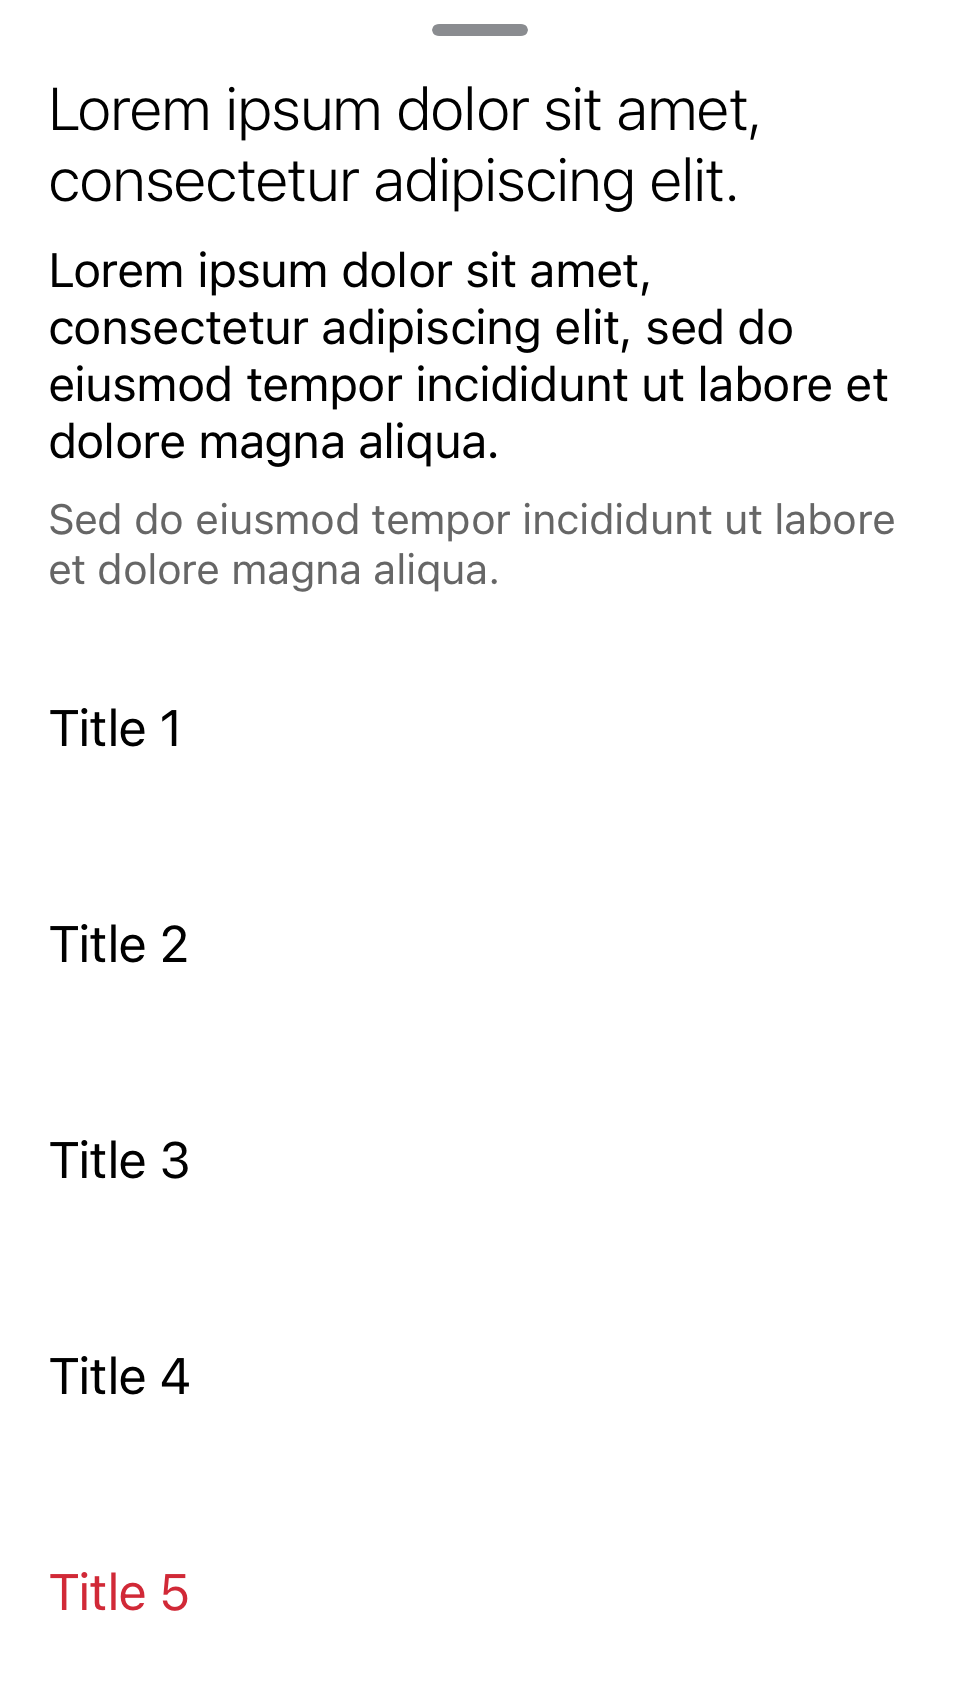 Lorem ipsum dolor sit amet,
consectetur adipiscing elit.
Lorem ipsum dolor sit amet,
consectetur adipiscing elit, sed do
eiusmod tempor incididunt ut labore et
dolore magna aliqua.
Sed do eiusmod tempor incididunt ut labore
et dolore magna aliqua.
Title 1
Title 2
Title 3
Title 4
Title 5